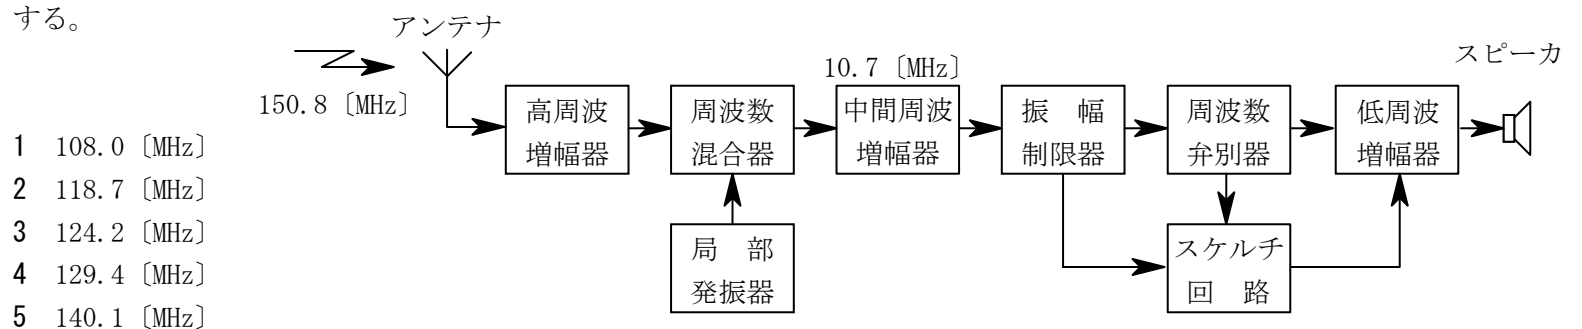 する。
アンテナ
スピーカ
10.7〔MHz〕
150.8〔MHz〕
高周波
増幅器
周波数
混合器
中間周波
増幅器
振　幅
制限器
周波数
弁別器
低周波
増幅器
局　部
発振器
スケルチ
回　路
1　108.0〔MHz〕
2　118.7〔MHz〕
3　124.2〔MHz〕
4　129.4〔MHz〕
5　140.1〔MHz〕